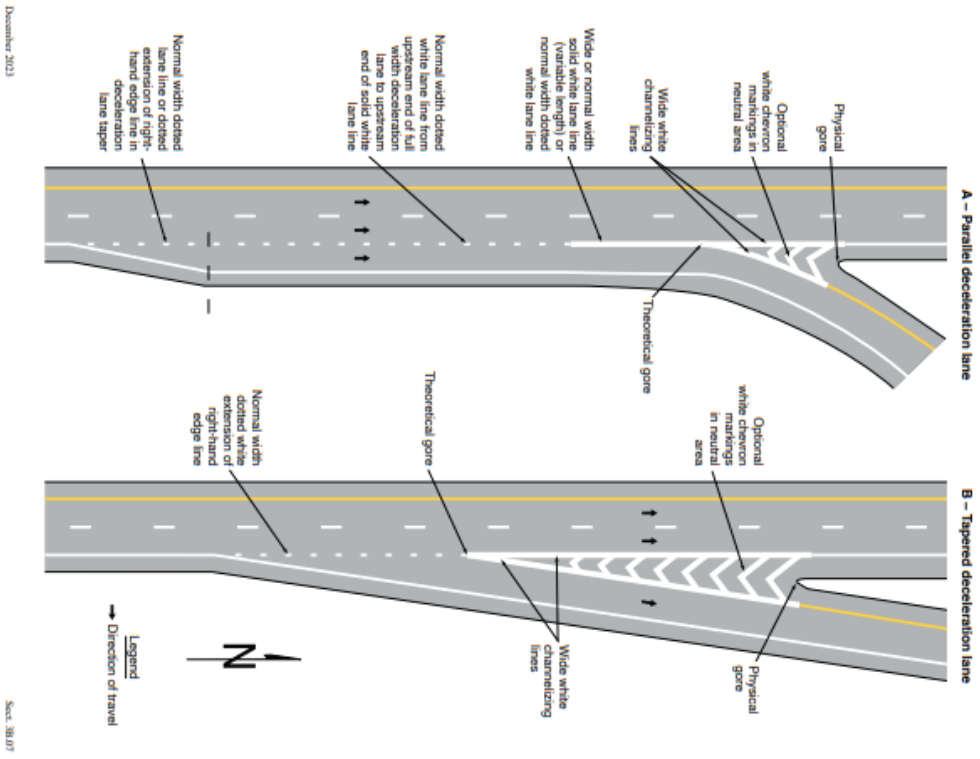 A – Parallel deceleration lane
Physical
gore
Optional
white chevron
markings in
neutral area
Wide white
channelizing
lines
Wide or normal width
solid white lane line
(variable length) or
normal width dotted
white lane line
Theoretical gore
Normal width dotted
white lane line from
upstream end of full
width deceleration
lane to upstream
end of solid white
lane line
Normal width dotted
lane line or dotted
extension of right-
hand edge line in
deceleration
lane taper
B – Tapered deceleration lane
Optional
white chevron
markings
in neutral
area
Physical
gore
Wide white
channelizing
lines
Theoretical gore
Normal width
dotted white
extension of
right-hand
edge line
N
Legend
Direction of travel
December 2023
Sect. 3B.07